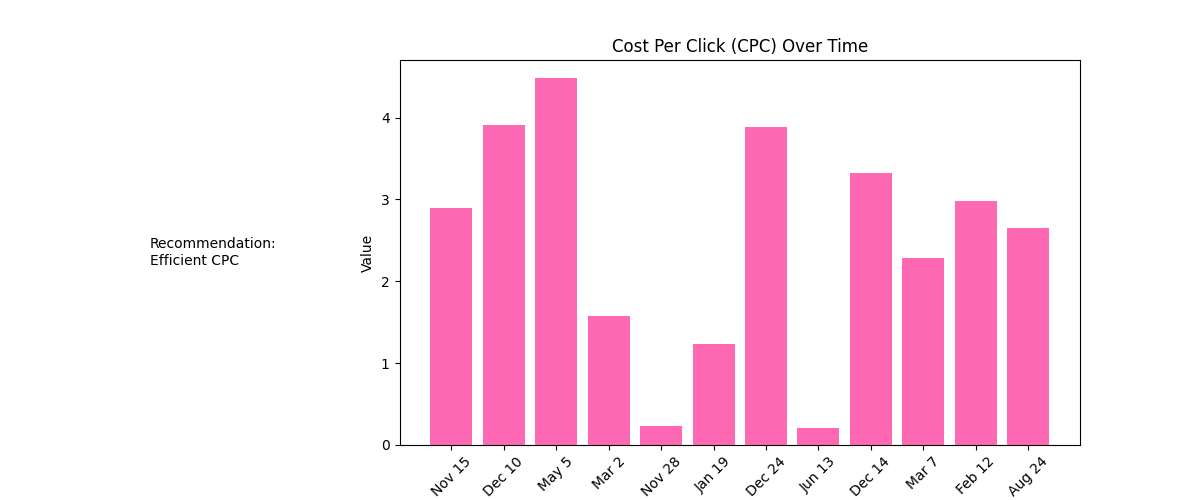 Cost Per Click (CPC) Over Time
Recommendation:
Efficient CPC
Value
4
3
2
1
0
Nov 15
Dec 10
May 5
Mar 2
Nov 28
Jan 19
Dec 24
Jun 13
Dec 14
Mar 7
Feb 12
Aug 24